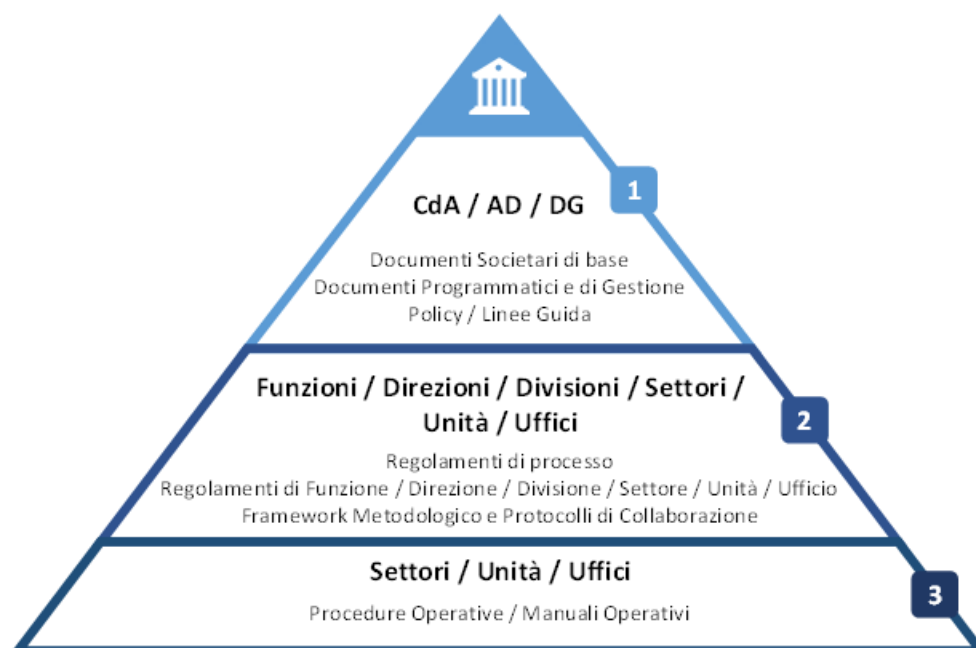 1
CdA / AD / DG
Documenti Societari di base
Documenti Programmatici e di Gestione
Policy / Linee Guida
Funzioni / Direzioni / Divisioni / Settori /
Unità / Uffici
2
Regolamenti di processo
Regolamenti di Funzione / Direzione / Divisione / Settore / Unità / Ufficio
Framework Metodologico e Protocolli di Collaborazione
Settori / Unità / Uffici
3
Procedure Operative / Manuali Operativi